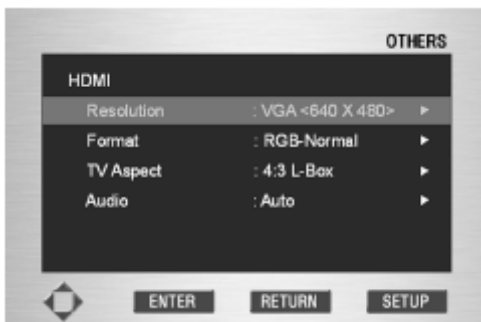 OTHERS
HDMI
Resolution : VGA <640 X 480> ►
Format : RGB-Normal ►
TV Aspect : 4:3 L-Box ►
Audio : Auto ►
ENTER RETURN SETUP